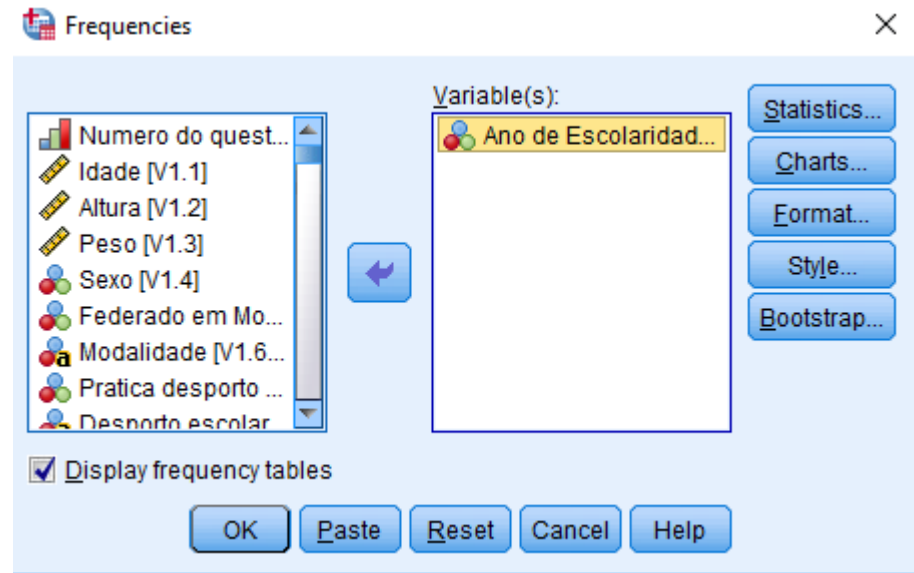 Frequencies
Variable(s):
Numero do quest...
Idade [V1.1]
Altura [V1.2]
Peso [V1.3]
Sexo [V1.4]
Federado em Mo...
a Modalidade [V1.6...
Pratica desporto ...
Desporto escolar
Ano de Escolaridad...
Statistics...
Charts...
Format...
Style...
Bootstrap...
Display frequency tables
OK Paste Reset Cancel Help